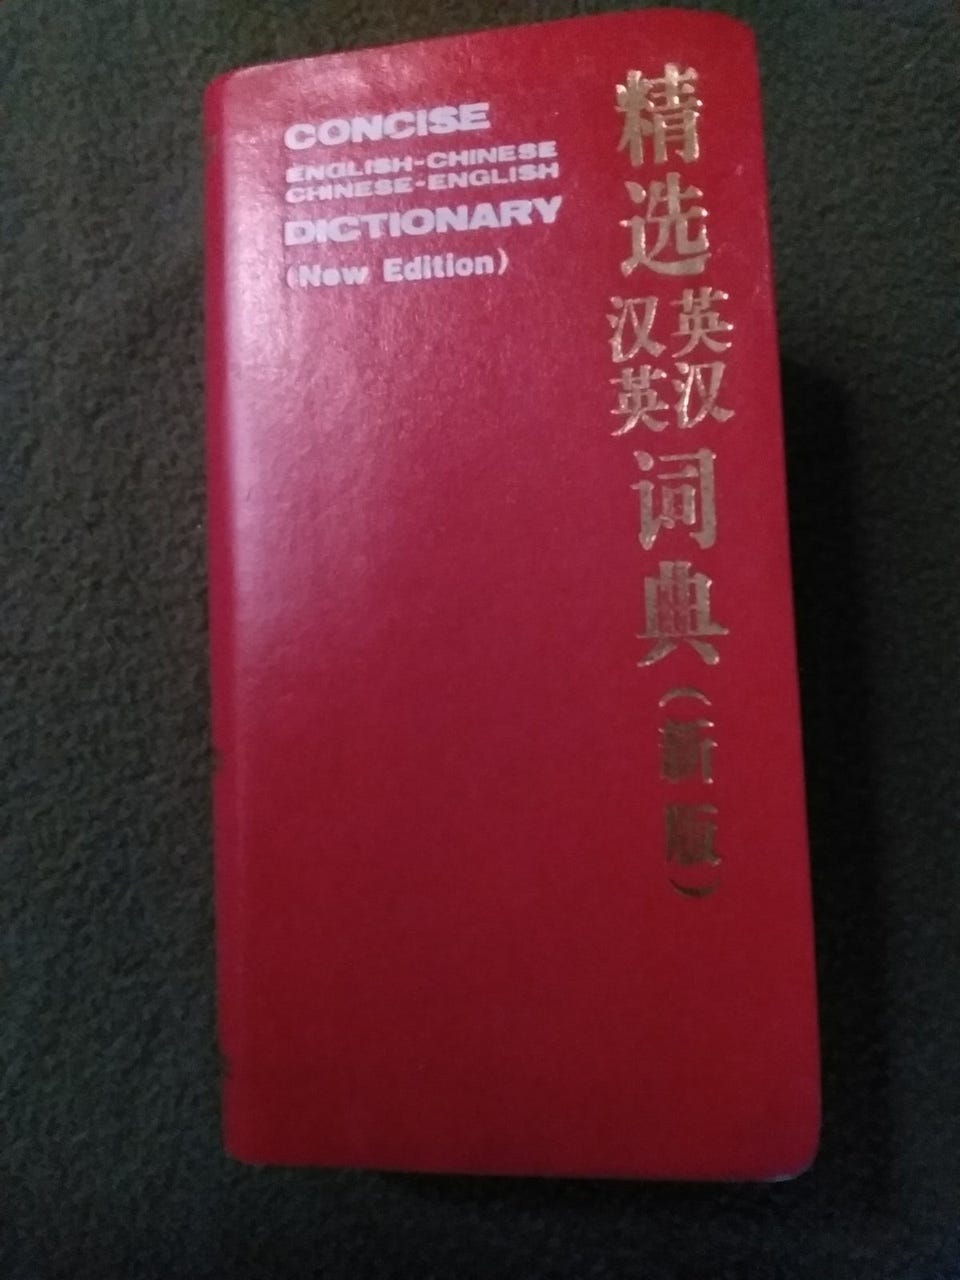 CONCISE
ENGLISH-CHINESE
CHINESE-ENGLISH
DICTIONARY
(New Edition)
精选
英汉
汉英
词典(新版)